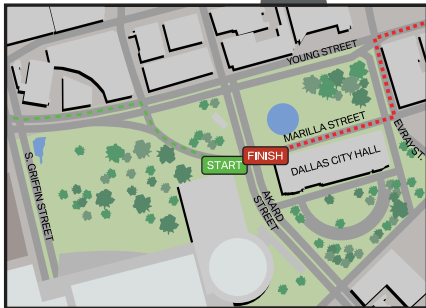 YOUNG STREET
MARILLA STREET
EVRAY ST.
START
FINISH
DALLAS CITY HALL
S. GRIFFIN STREET
AKARD
STREET